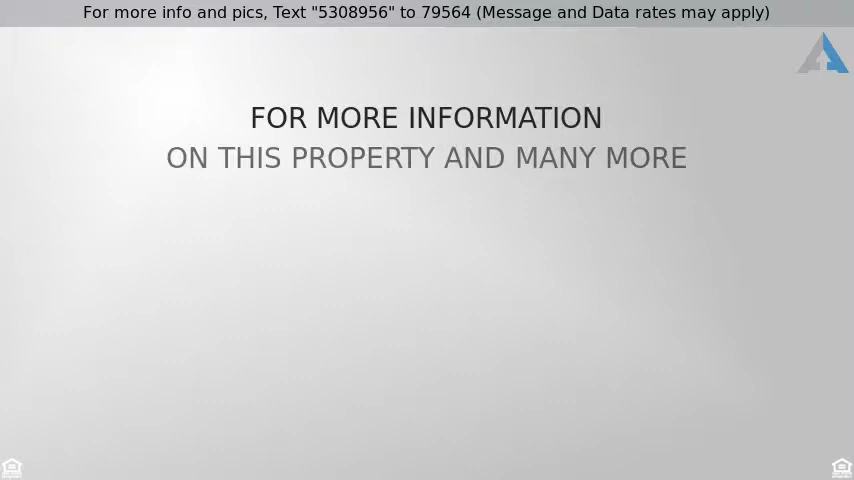 For more info and pics, Text "5308956" to 79564 (Message and Data rates may apply)
FOR MORE INFORMATION
ON THIS PROPERTY AND MANY MORE